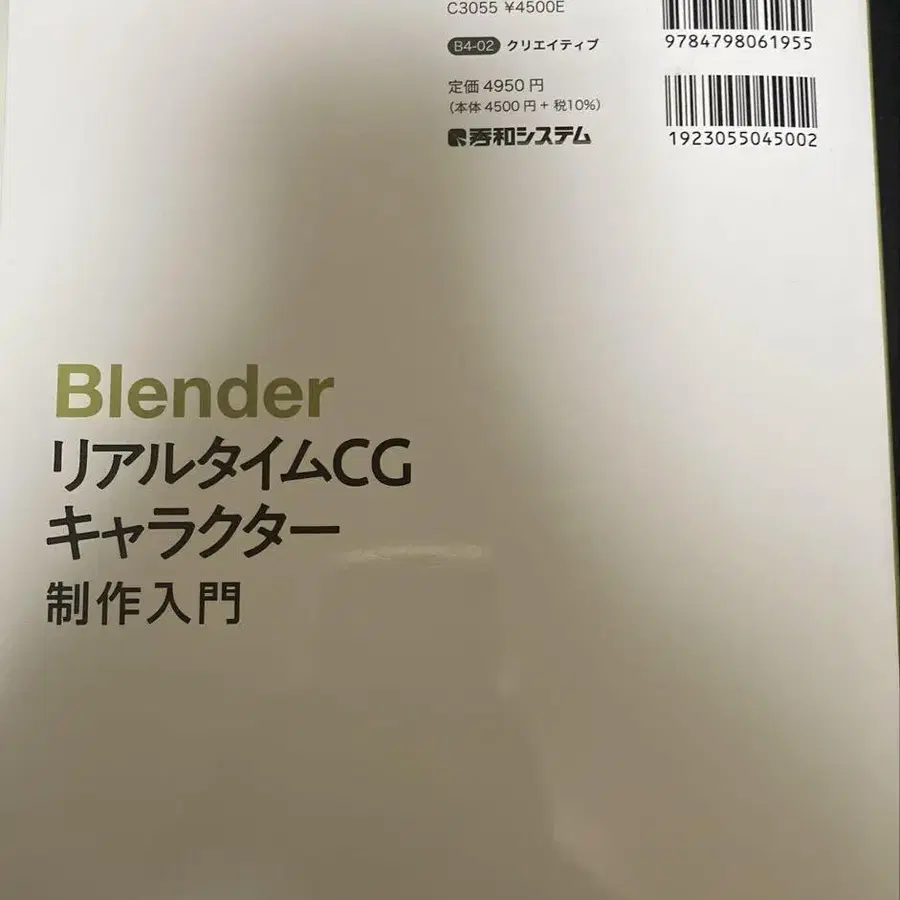 C3055 ¥4500E
9784798061955
B4-02 クリエイティブ
定価 4950 円
(本体 4500 円 + 税10%)
秀和システム
1923055045002
Blender
リアルタイムCG
キャラクター
制作入門